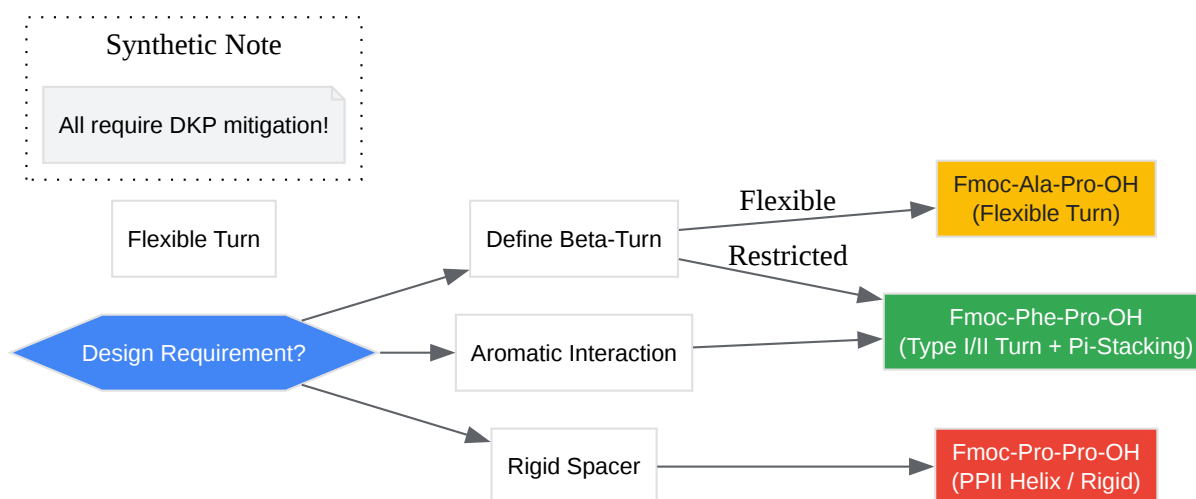 Synthetic Note
All require DKP mitigation!
Flexible Turn
Design Requirement?
Define Beta-Turn
Aromatic Interaction
Rigid Spacer
Flexible
Restricted
Fmoc-Ala-Pro-OH
(Flexible Turn)
Fmoc-Phe-Pro-OH
(Type I/II Turn + Pi-Stacking)
Fmoc-Pro-Pro-OH
(PPII Helix / Rigid)